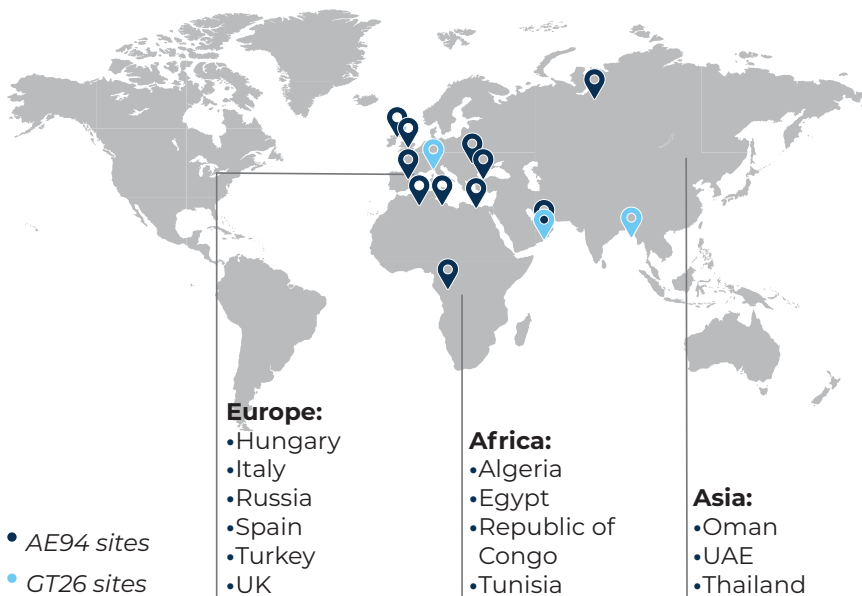 Europe:
•Hungary
•Italy
•Russia
•Spain
•Turkey
•UK
Africa:
•Algeria
•Egypt
•Republic of
Congo
•Tunisia
Asia:
•Oman
•UAE
•Thailand
• AE94 sites
• GT26 sites